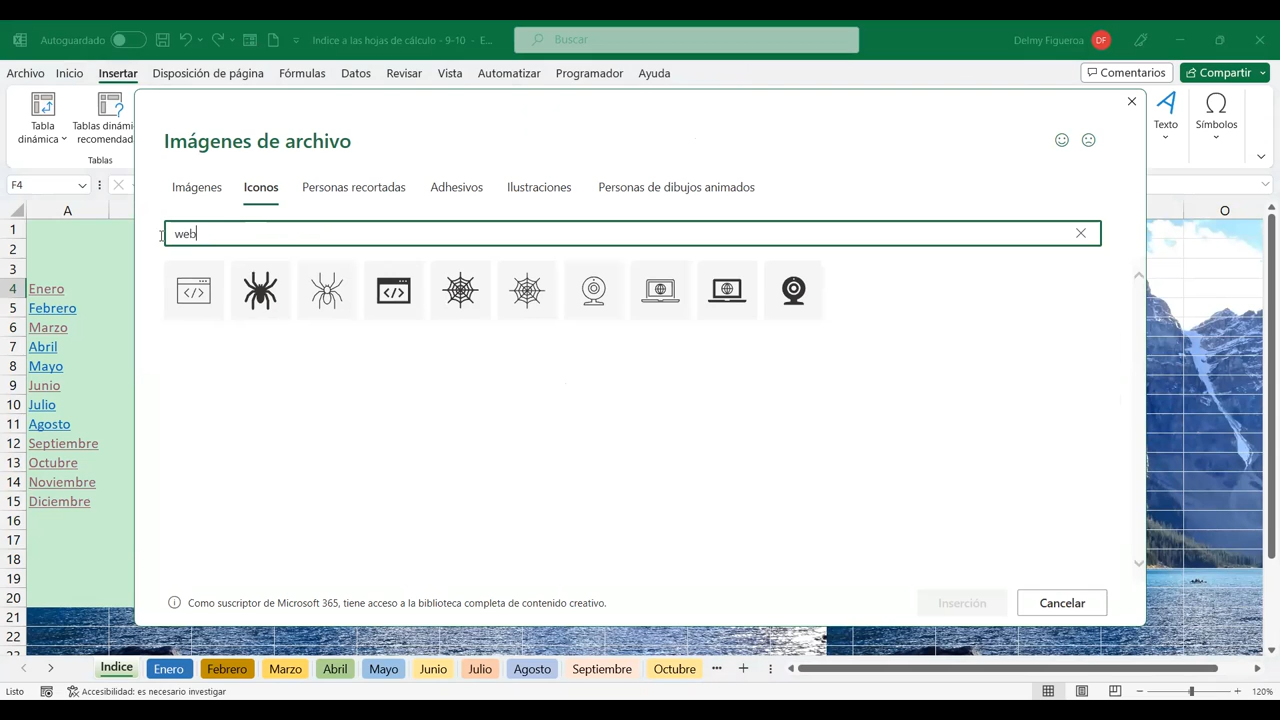 Autoguardado
Indice a las hojas de cálculo - 9-10 - E...
Buscar
Delmy Figueroa
DF
Archivo Inicio Insertar Disposición de página Fórmulas Datos Revisar Vista Automatizar Programador Ayuda
Comentarios
Compartir
Tabla
dinámica
Tablas dinámi
recomendad
Tablas
Texto
Símbolos
F4
Imágenes de archivo
Imágenes Iconos Personas recortadas Adhesivos Ilustraciones Personas de dibujos animados
web
A
O
1
2
3
4 Enero
5 Febrero
6 Marzo
7 Abril
8 Mayo
9 Junio
10 Julio
11 Agosto
12 Septiembre
13 Octubre
14 Noviembre
15 Diciembre
16
17
18
19
20
21
22
Como suscriptor de Microsoft 365, tiene acceso a la biblioteca completa de contenido creativo.
Inserción
Cancelar
Indice Enero Febrero Marzo Abril Mayo Junio Julio Agosto Septiembre Octubre
Listo
Accesibilidad: es necesario investigar
120%